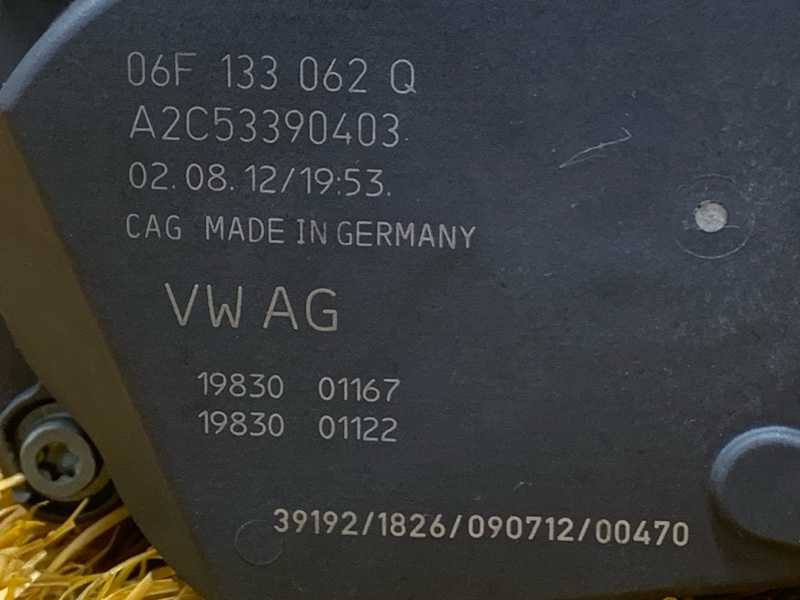 06F 133 062 Q
A2C53390403
02.08.12/19:53.
CAG MADE IN GERMANY
VW AG
19830 01167
19830 01122
39192/1826/090712/00470